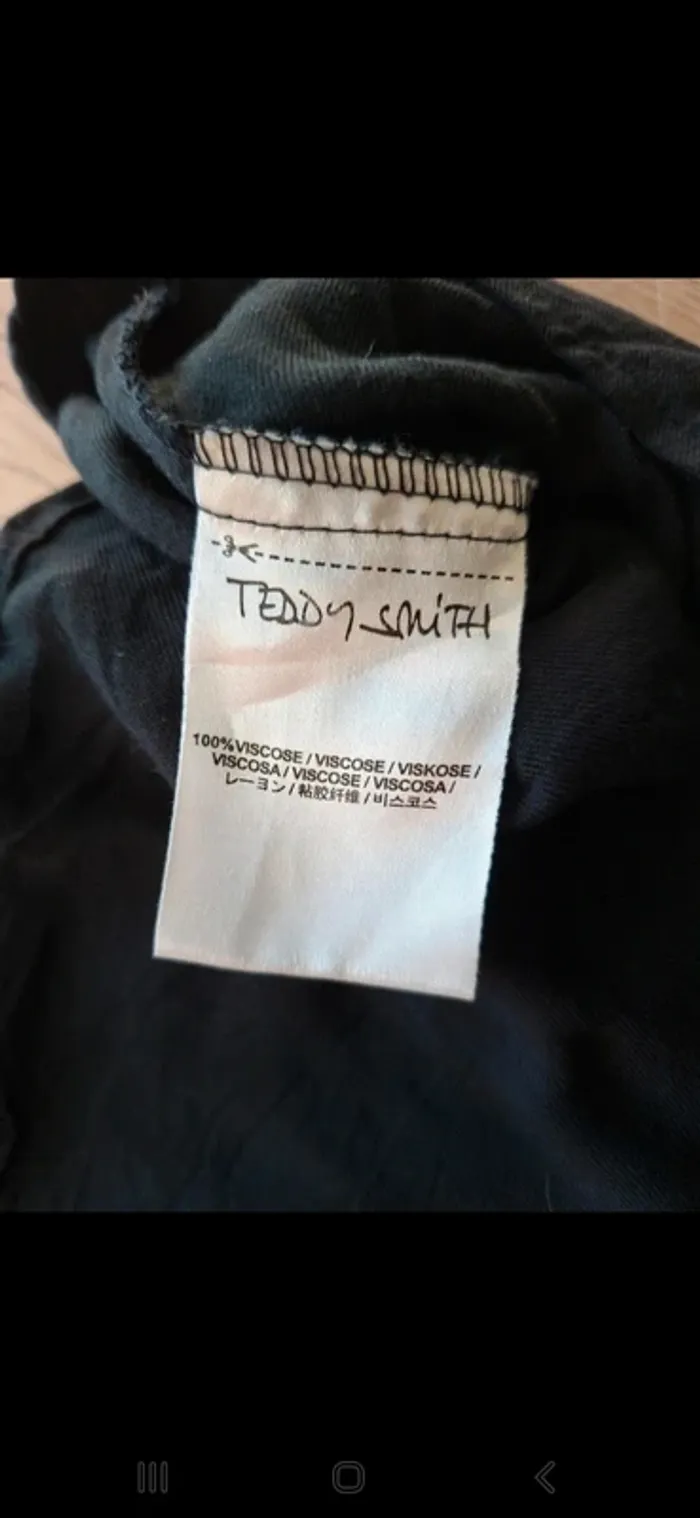 TEDDY SMITH
100%VISCOSE / VISCOSE / VISKOSE /
VISCOSA / VISCOSE / VISCOSA /
レーヨン / 粘胶纤维 / 비스코스